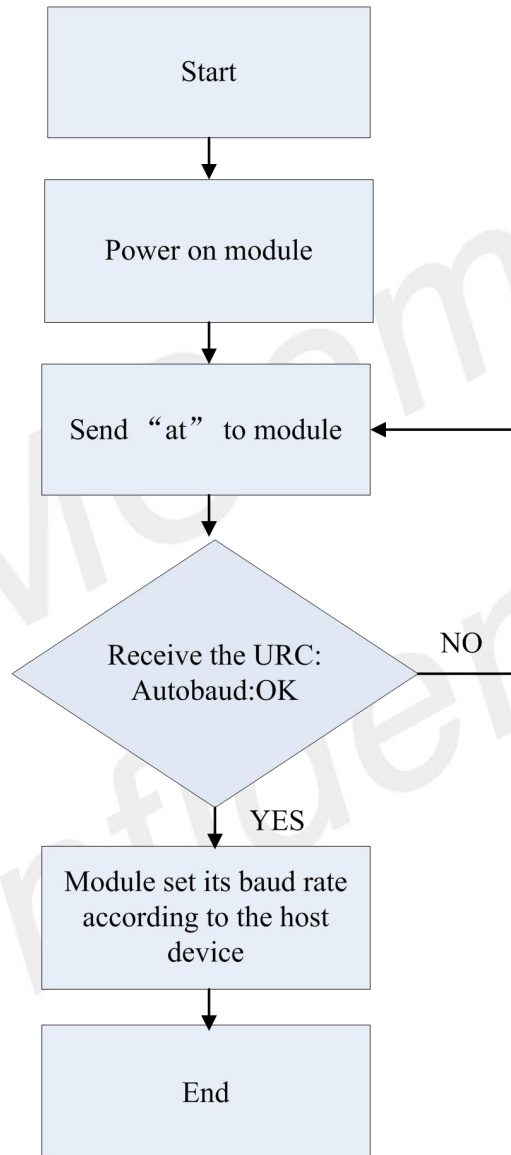 Start
Power on module
Send “at” to module
Receive the URC:
Autobaud:OK
NO
YES
Module set its baud rate
according to the host
device
End